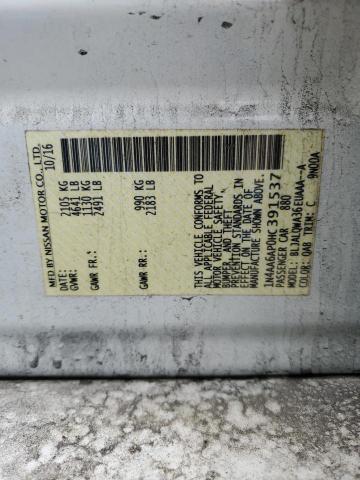 MFD BY NISSAN MOTOR CO., LTD.
10/16
GVWR: 2105 KG
4641 LB
GAWR FR: 1130 KG
2491 LB
GAWR RR: 990 KG
2183 LB
THIS VEHICLE CONFORMS TO
ALL APPLICABLE FEDERAL
MOTOR VEHICLE SAFETY,
BUMPER, AND THEFT
PREVENTION STANDARDS IN
EFFECT ON THE DATE OF
MANUFACTURE SHOWN ABOVE.
1N4AA6AP0HC391537
PASSENGER CAR 880
MODEL:
COLOR: QAB TRIM: C 9N00A